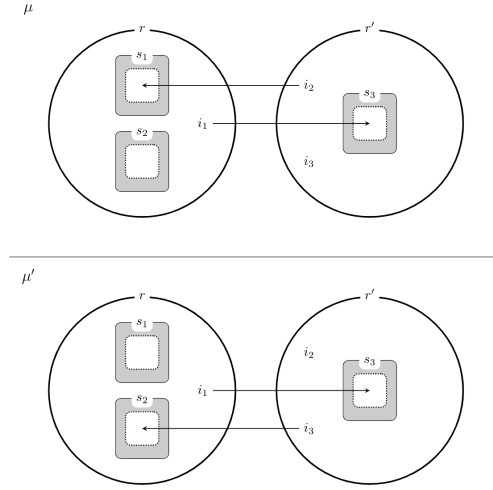 μ
r r′
s₁
i₂
s₃
s₂
i₁
i₃
μ′
r r′
s₁
i₂
s₃
s₂
i₁
i₃